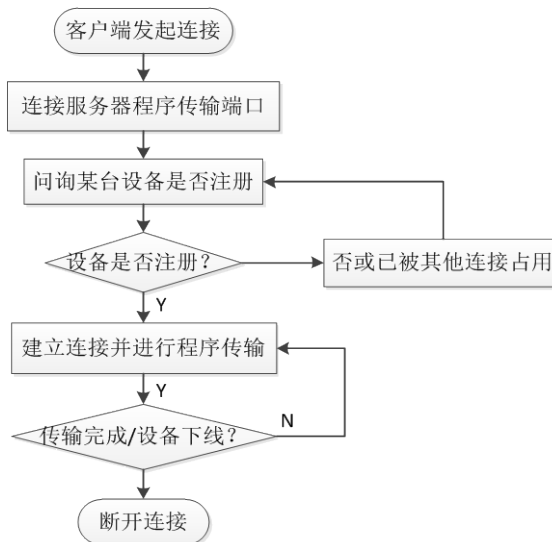 客户端发起连接
连接服务器程序传输端口
问询某台设备是否注册
设备是否注册？
否或已被其他连接占用
Y
建立连接并进行程序传输
Y
传输完成/设备下线？
N
断开连接